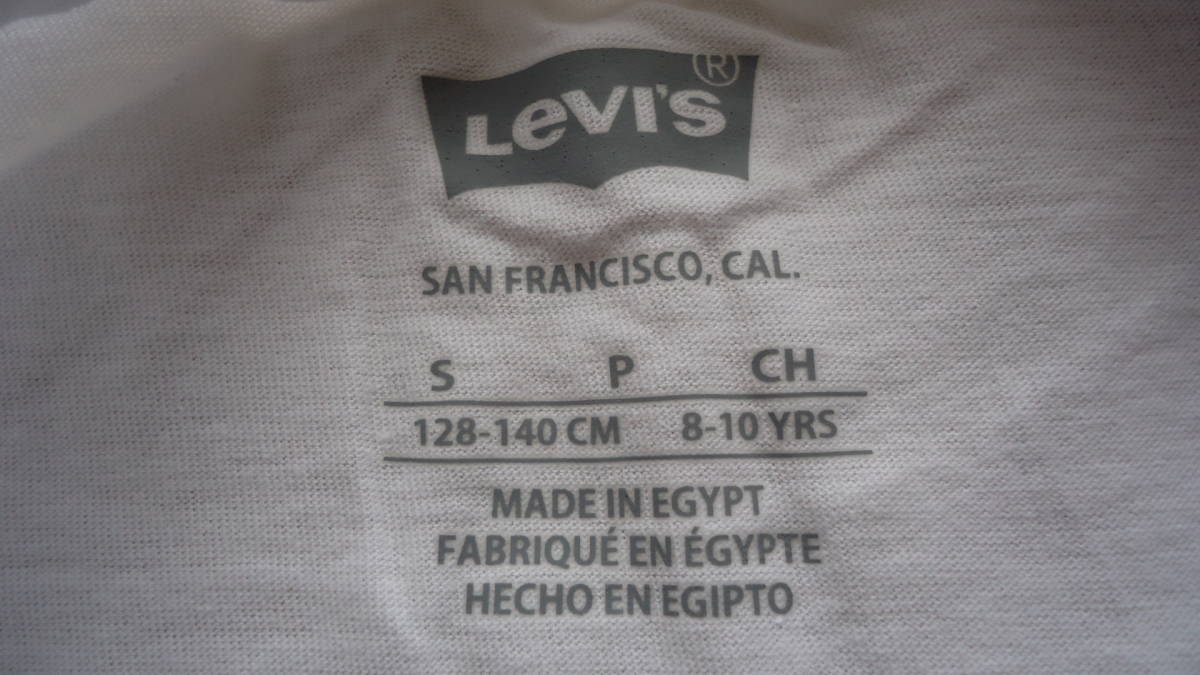 LEVI'S®
SAN FRANCISCO, CAL.
S P CH
128-140 CM 8-10 YRS
MADE IN EGYPT
FABRIQUÉ EN ÉGYPTE
HECHO EN EGIPTO